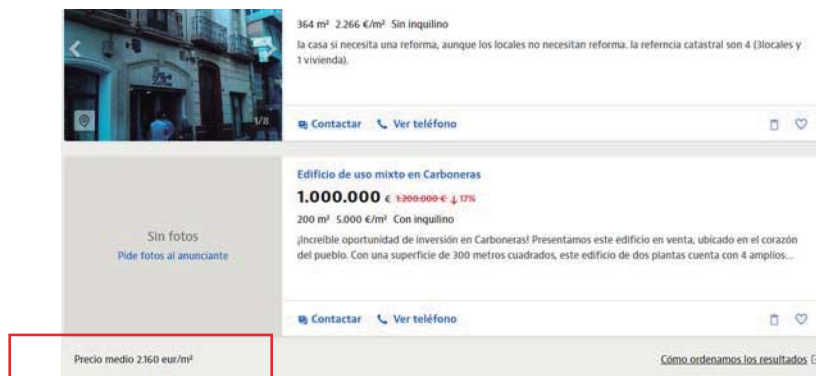 364 m² 2.266 €/m² Sin inquilino
la casa si necesita una reforma, aunque los locales no necesitan reforma. la referncia catastral son 4 (3locales y
1 vivienda).
1/8
Contactar Ver teléfono
Edificio de uso mixto en Carboneras
1.000.000 € 1.200.000 € ↓ 17%
200 m² 5.000 €/m² Con inquilino
Sin fotos
Pide fotos al anunciante
¡Increíble oportunidad de inversión en Carboneras! Presentamos este edificio en venta, ubicado en el corazón
del pueblo. Con una superficie de 300 metros cuadrados, este edificio de dos plantas cuenta con 4 amplios...
Contactar Ver teléfono
Precio medio 2.160 eur/m²
Cómo ordenamos los resultados